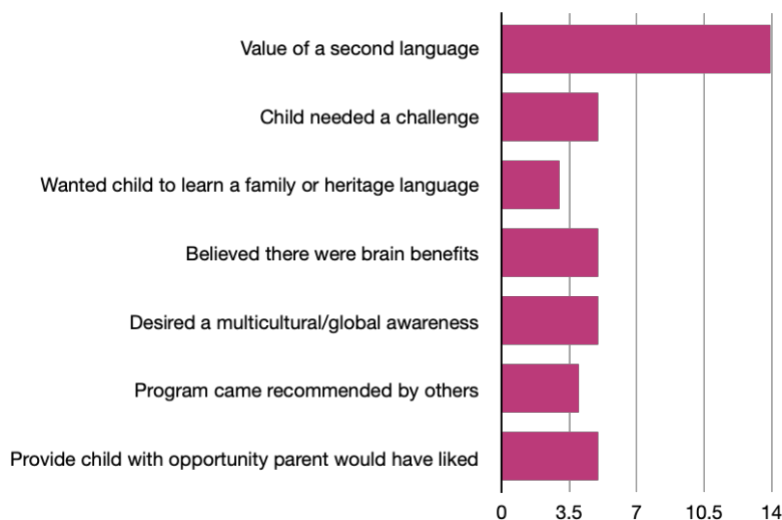 Value of a second language
Child needed a challenge
Wanted child to learn a family or heritage language
Believed there were brain benefits
Desired a multicultural/global awareness
Program came recommended by others
Provide child with opportunity parent would have liked
0 3.5 7 10.5 14